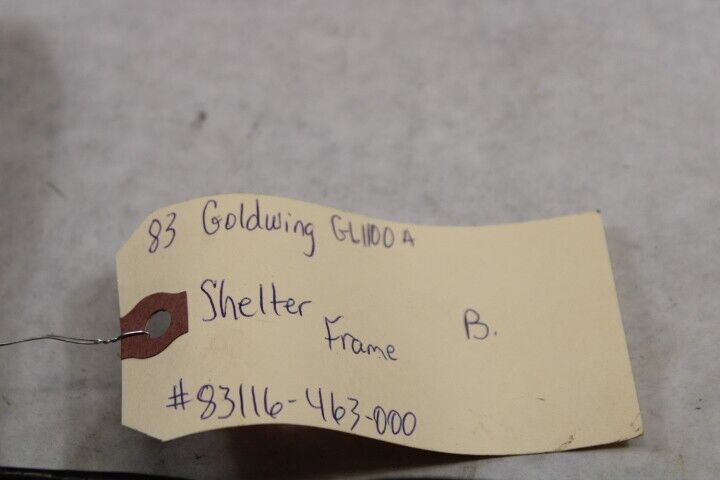 83 Goldwing GL1100A
Shelter
Frame
B.
#83116-463-000